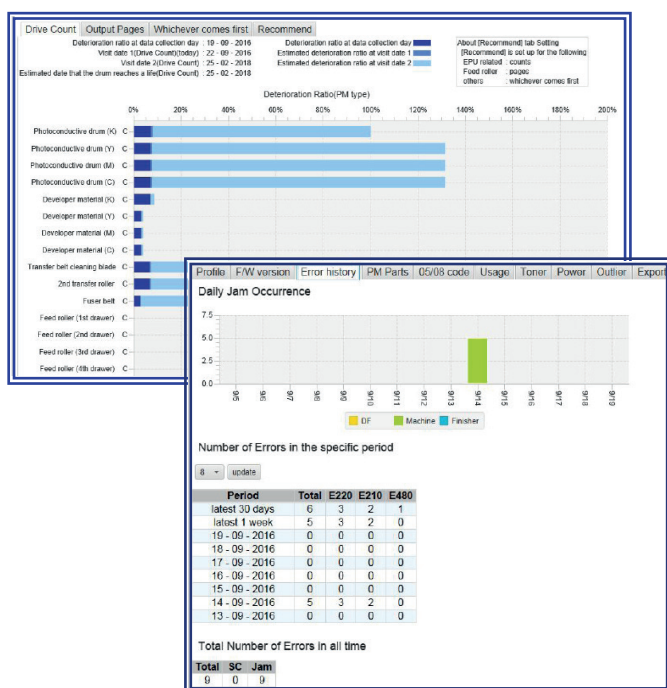 Drive Count Output Pages Whichever comes first Recommend
Deterioration ratio at data collection day : 19 - 09 - 2016
Visit date 1(Drive Count)(today) : 22 - 09 - 2016
Visit date 2(Drive Count) : 25 - 02 - 2018
Estimated date that the drum reaches a life(Drive Count) : 25 - 02 - 2018
Deterioration ratio at data collection day
Estimated deterioration ratio at visit date 1
Estimated deterioration ratio at visit date 2
About [Recommend] tab Setting
[Recommend] is set up for the following
EPU related : counts
Feed roller : pages
others : whichever comes first
Deterioration Ratio(PM type)
0% 20% 40% 60% 80% 100% 120% 140% 160% 180% 200%
Photoconductive drum (K) C
Photoconductive drum (Y) C
Photoconductive drum (M) C
Photoconductive drum (C) C
Developer material (K) C
Developer material (Y) C
Developer material (M) C
Developer material (C) C
Transfer belt cleaning blade C
2nd transfer roller C
Fuser belt C
Feed roller (1st drawer) C
Feed roller (2nd drawer) C
Feed roller (3rd drawer) C
Feed roller (4th drawer) C
Profile F/W version Error history PM Parts 05/08 code Usage Toner Power Outlier Export
Daily Jam Occurrence
7.5
5.0
2.5
0.0
9/5 9/6 9/7 9/8 9/9 9/10 9/11 9/12 9/13 9/14 9/15 9/16 9/17 9/18 9/19
DF Machine Finisher
Number of Errors in the specific period
8 update
Period Total E220 E210 E480
latest 30 days 6 3 2 1
latest 1 week 5 3 2 0
19 - 09 - 2016 0 0 0 0
18 - 09 - 2016 0 0 0 0
17 - 09 - 2016 0 0 0 0
16 - 09 - 2016 0 0 0 0
15 - 09 - 2016 0 0 0 0
14 - 09 - 2016 5 3 2 0
13 - 09 - 2016 0 0 0 0
Total Number of Errors in all time
Total SC Jam
9 0 9